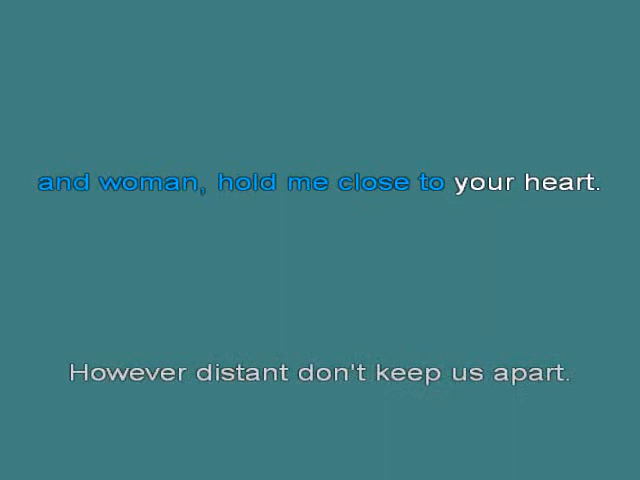 and woman, hold me close to your heart.
However distant don't keep us apart.